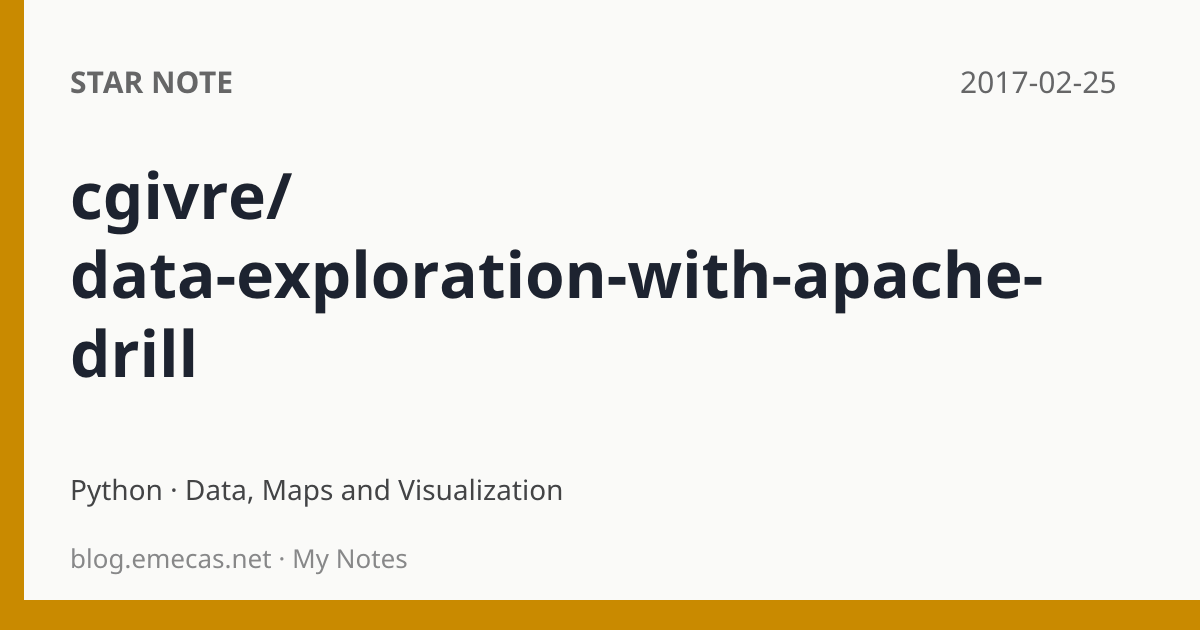 STAR NOTE
2017-02-25
cgivre/
data-exploration-with-apache-
drill
Python · Data, Maps and Visualization
blog.emecas.net · My Notes